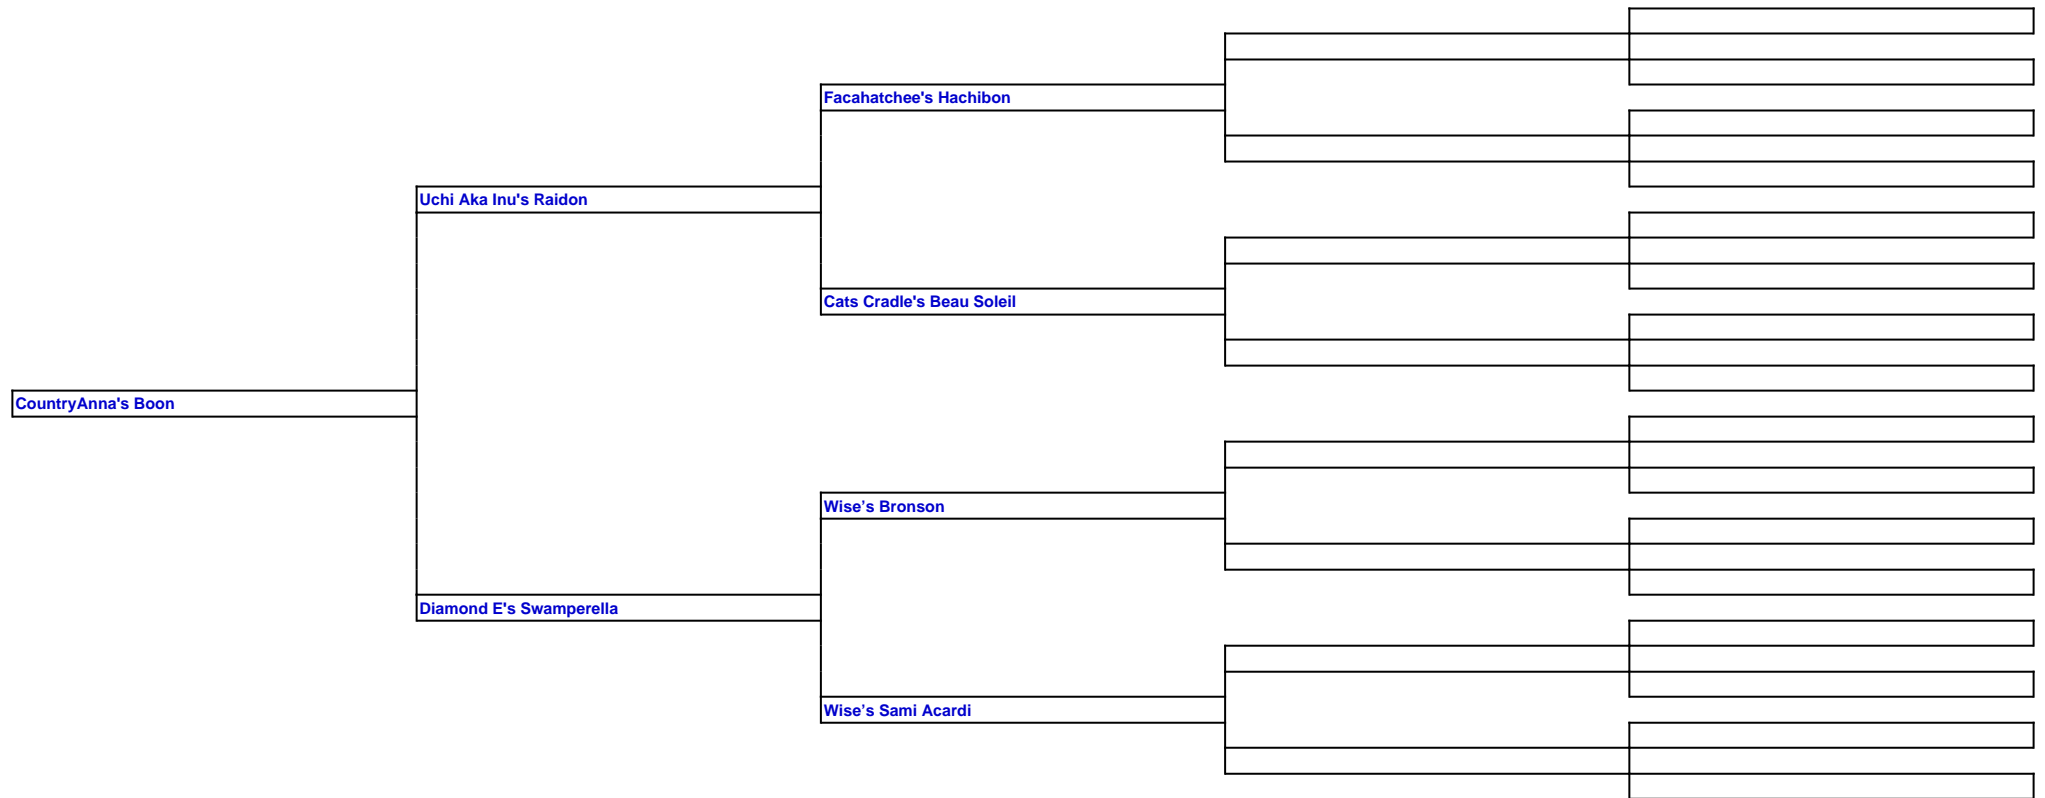 Facahatchee's Hachibon
Uchi Aka Inu's Raidon
Cats Cradle's Beau Soleil
CountryAnna's Boon
Wise’s Bronson
Diamond E's Swamperella
Wise’s Sami Acardi